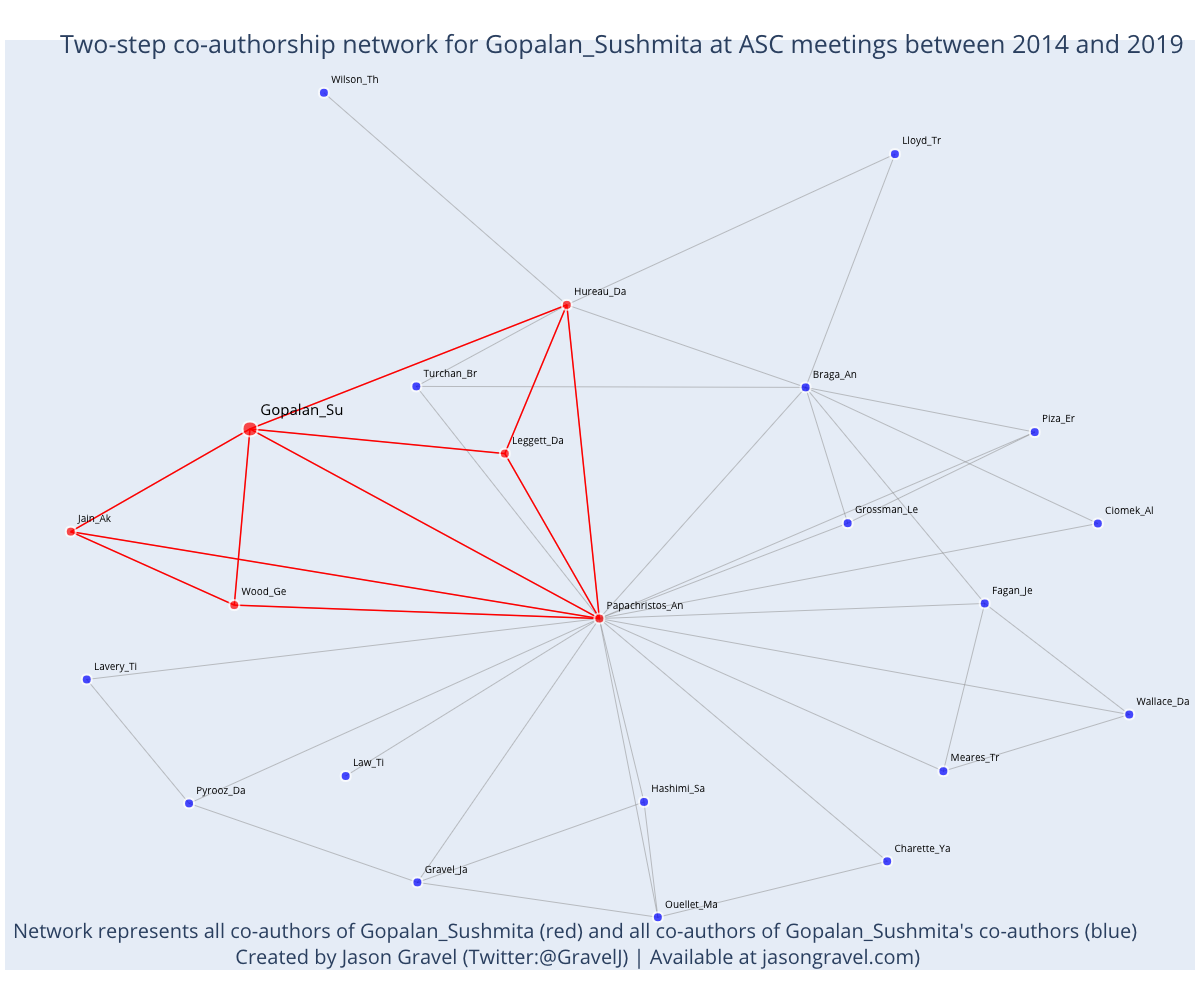 Two-step co-authorship network for Gopalan_Sushmita at ASC meetings between 2014 and 2019
Wilson_Th
Lloyd_Tr
Hureau_Da
Turchan_Br
Braga_An
Gopalan_Su
Piza_Er
Leggett_Da
Grossman_Le
Ciomek_Al
Jain_Ak
Wood_Ge
Fagan_Je
Papachristos_An
Lavery_Ti
Wallace_Da
Meares_Tr
Law_Ti
Pyrooz_Da
Hashimi_Sa
Charette_Ya
Gravel_Ja
Ouellet_Ma
Network represents all co-authors of Gopalan_Sushmita (red) and all co-authors of Gopalan_Sushmita's co-authors (blue)
Created by Jason Gravel (Twitter:@GravelJ) | Available at jasongravel.com)